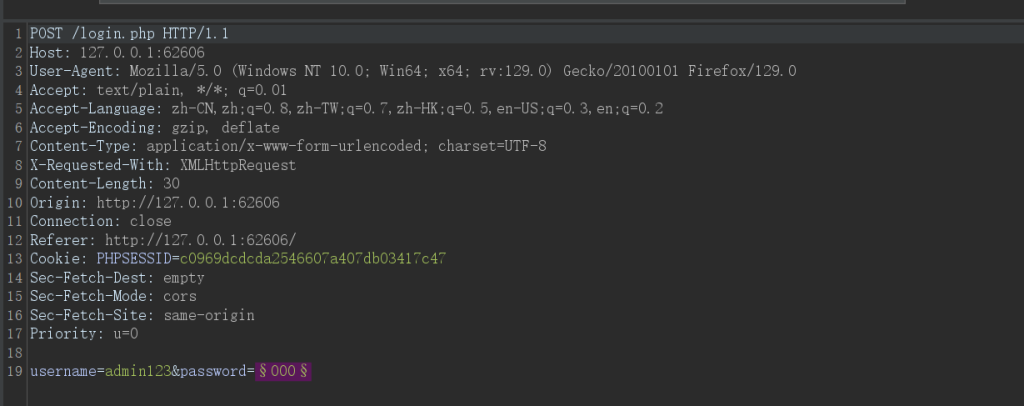 1 POST /login.php HTTP/1.1
2 Host: 127.0.0.1:62606
3 User-Agent: Mozilla/5.0 (Windows NT 10.0; Win64; x64; rv:129.0) Gecko/20100101 Firefox/129.0
4 Accept: text/plain, */*; q=0.01
5 Accept-Language: zh-CN,zh;q=0.8,zh-TW;q=0.7,zh-HK;q=0.5,en-US;q=0.3,en;q=0.2
6 Accept-Encoding: gzip, deflate
7 Content-Type: application/x-www-form-urlencoded; charset=UTF-8
8 X-Requested-With: XMLHttpRequest
9 Content-Length: 30
10 Origin: http://127.0.0.1:62606
11 Connection: close
12 Referer: http://127.0.0.1:62606/
13 Cookie: PHPSESSID=c0969dcdcda2546607a407db03417c47
14 Sec-Fetch-Dest: empty
15 Sec-Fetch-Mode: cors
16 Sec-Fetch-Site: same-origin
17 Priority: u=0
18
19 username=admin123&password=§000§